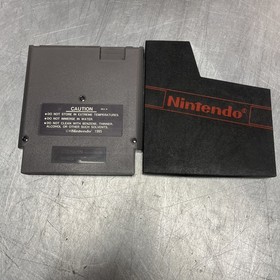 CAUTION
•DO NOT STORE IN EXTREME TEMPERATURES.
•DO NOT IMMERSE IN WATER.
•DO NOT CLEAN WITH BENZENE, THINNER,
ALCOHOL OR OTHER SUCH SOLVENTS.
Nintendo®